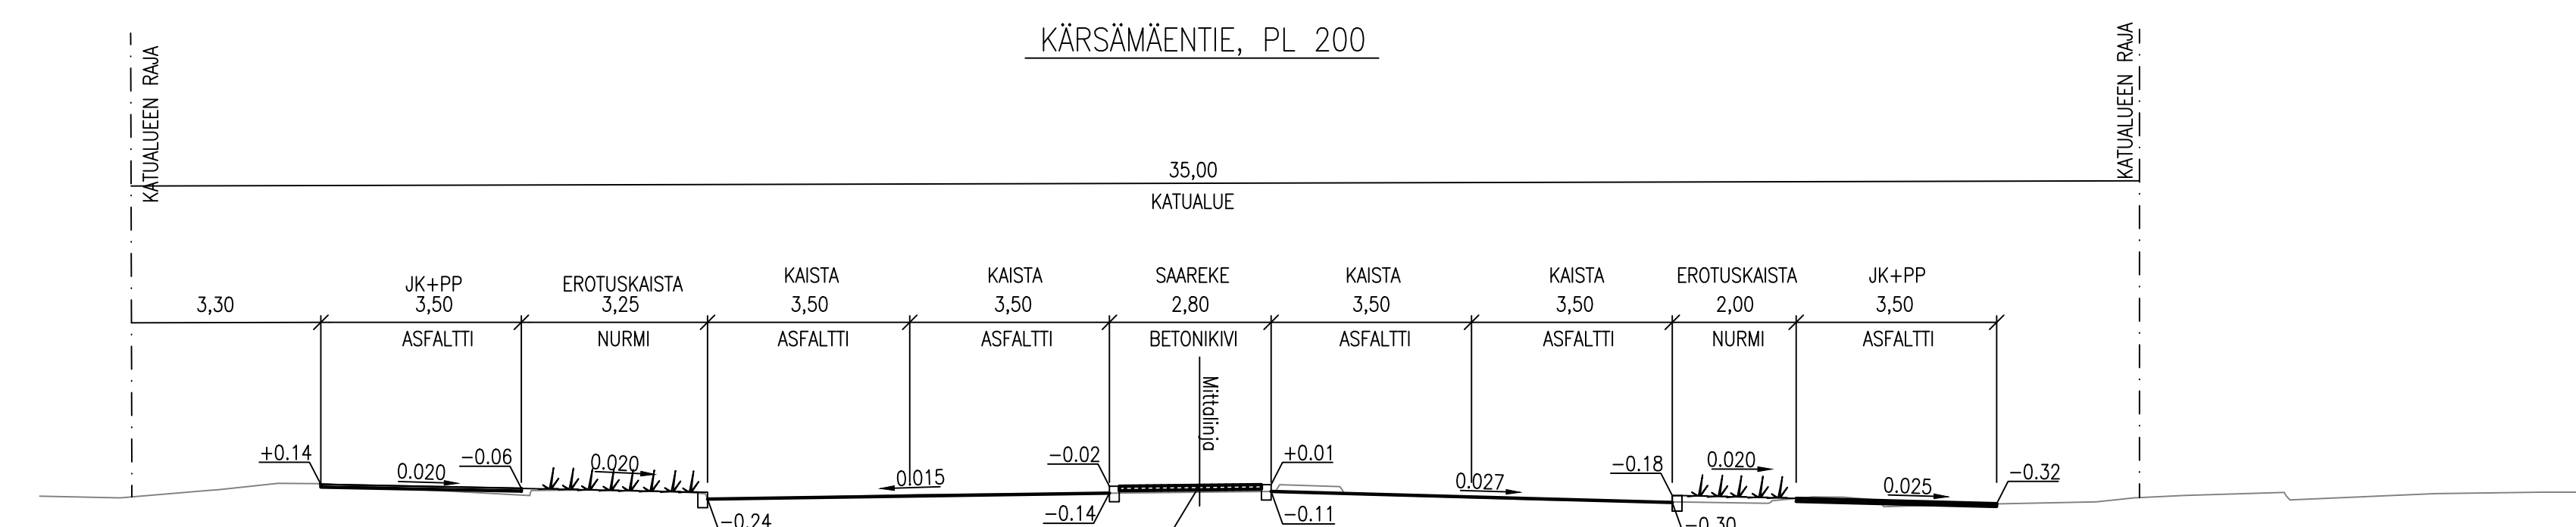 KÄRSÄMÄENTIE, PL 200
KATUALUEEN RAJA
KATUALUEEN RAJA
35,00
KATUALUE
3,30
JK+PP
3,50
ASFALTTI
EROTUSKAISTA
3,25
NURMI
KAISTA
3,50
ASFALTTI
KAISTA
3,50
ASFALTTI
SAAREKE
2,80
BETONIKIVI
KAISTA
3,50
ASFALTTI
KAISTA
3,50
ASFALTTI
EROTUSKAISTA
2,00
NURMI
JK+PP
3,50
ASFALTTI
Mittalinja
+0.14
0.020
-0.06
0.020
-0.24
0.015
-0.02
-0.14
+0.01
-0.11
0.027
-0.18
-0.30
0.020
0.025
-0.32